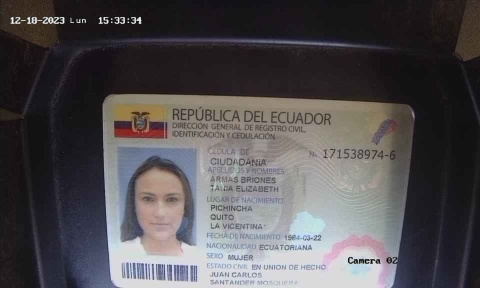 12-18-2023 Lun 15:33:34
REPÚBLICA DEL ECUADOR
DIRECCIÓN GENERAL DE REGISTRO CIVIL,
IDENTIFICACIÓN Y CEDULACIÓN
CÉDULA DE
CIUDADANÍA
N. 171538974-6
APELLIDOS Y NOMBRES
ARMAS BRIONES
TALIA ELIZABETH
LUGAR DE NACIMIENTO
PICHINCHA
QUITO
LA VICENTINA
FECHA DE NACIMIENTO 1984-03-22
NACIONALIDAD ECUATORIANA
SEXO MUJER
ESTADO CIVIL EN UNION DE HECHO
JUAN CARLOS
SANTANDER MOSQUERA
Camera 02